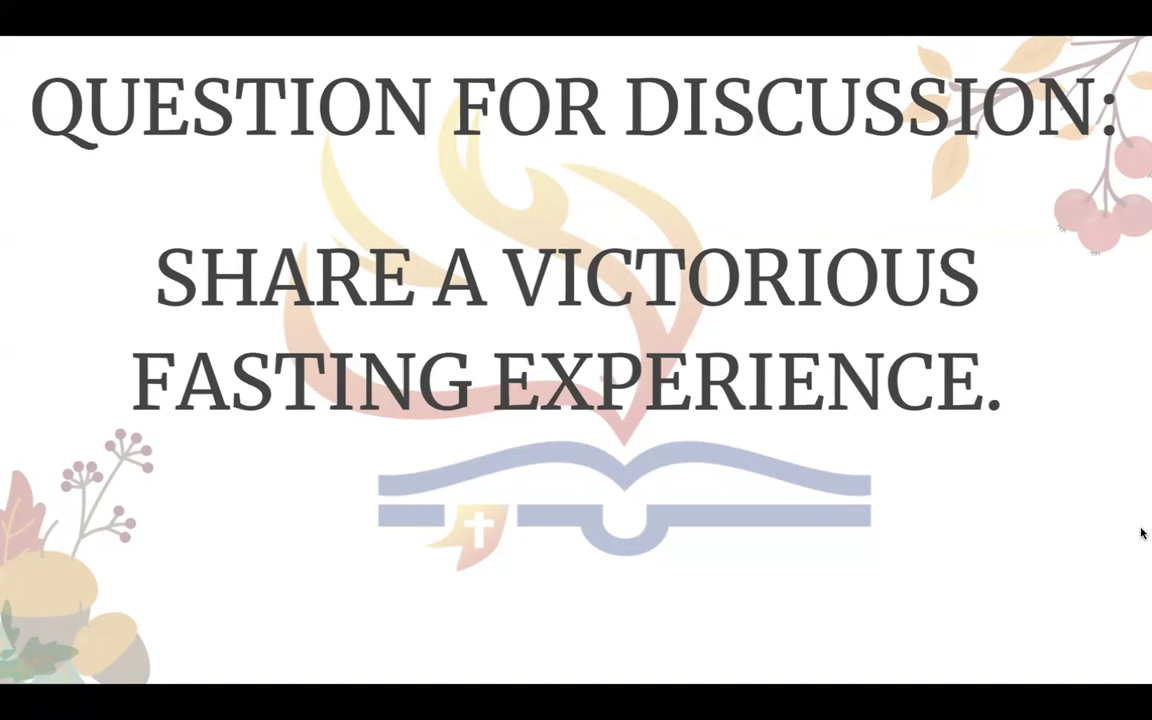 QUESTION FOR DISCUSSION:
SHARE A VICTORIOUS
FASTING EXPERIENCE.